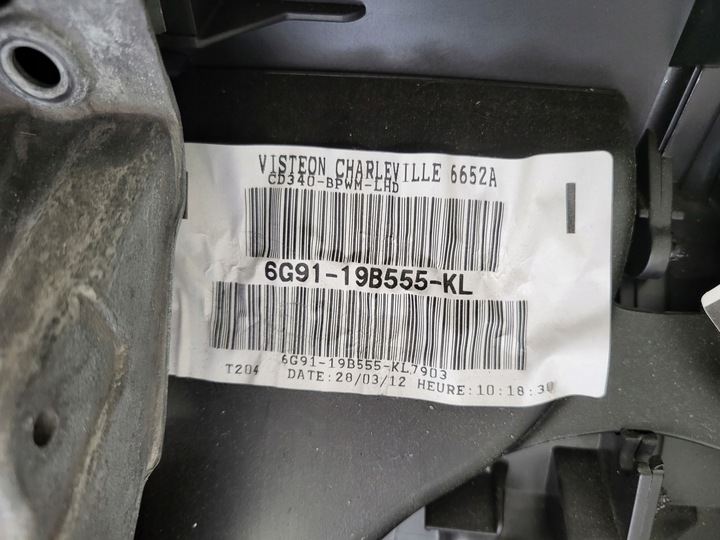 VISTEON CHARLEVILLE 6652A
CD340-BPWM-LHD
6G91-19B555-KL
6G91-19B555-KL7903
T204 DATE:28/03/12 HEURE:10:18:30